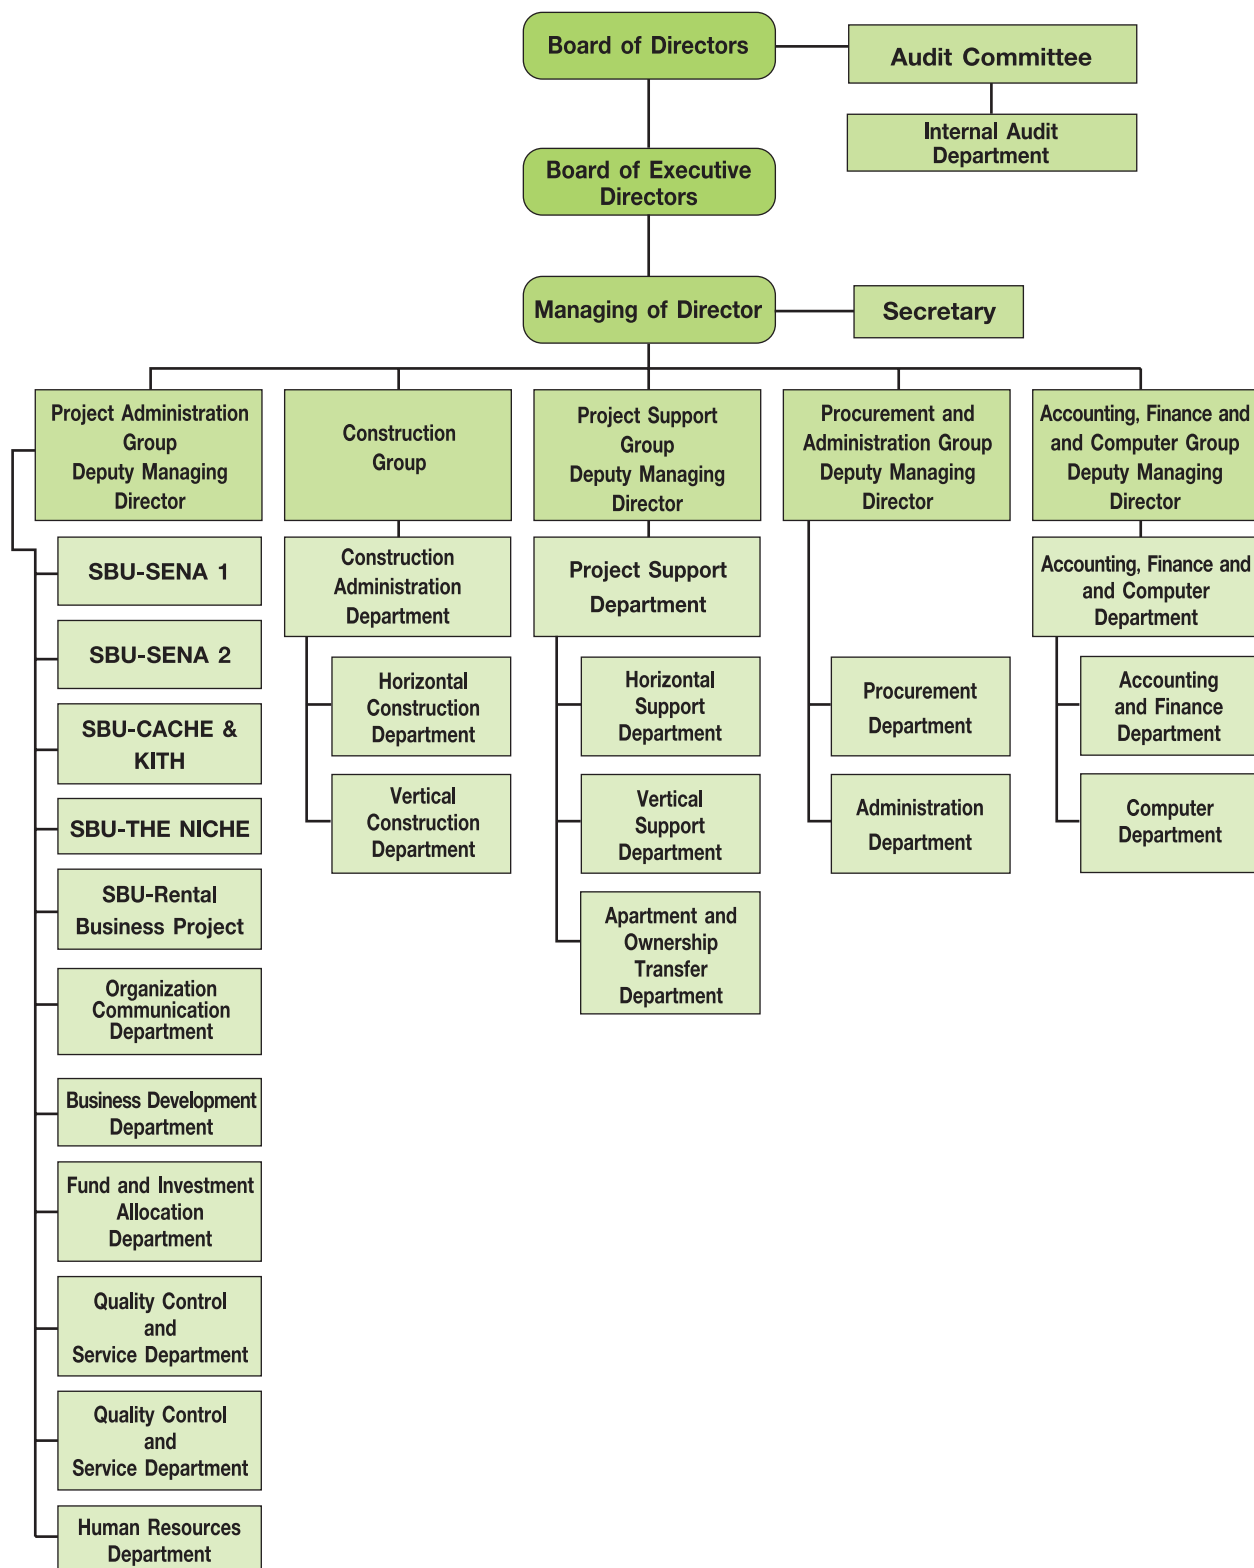 Board of Directors
Audit Committee
Internal Audit
Department
Board of Executive
Directors
Managing of Director
Secretary
Project Administration
Group
Deputy Managing
Director
Construction
Group
Project Support
Group
Deputy Managing
Director
Procurement and
Administration Group
Deputy Managing
Director
Accounting, Finance and
and Computer Group
Deputy Managing
Director
SBU-SENA 1
SBU-SENA 2
SBU-CACHE &
KITH
SBU-THE NICHE
SBU-Rental
Business Project
Organization
Communication
Department
Business Development
Department
Fund and Investment
Allocation
Department
Quality Control
and
Service Department
Quality Control
and
Service Department
Human Resources
Department
Construction
Administration
Department
Horizontal
Construction
Department
Vertical
Construction
Department
Project Support
Department
Horizontal
Support
Department
Vertical
Support
Department
Apartment and
Ownership
Transfer
Department
Procurement
Department
Administration
Department
Accounting, Finance and
and Computer
Department
Accounting
and Finance
Department
Computer
Department